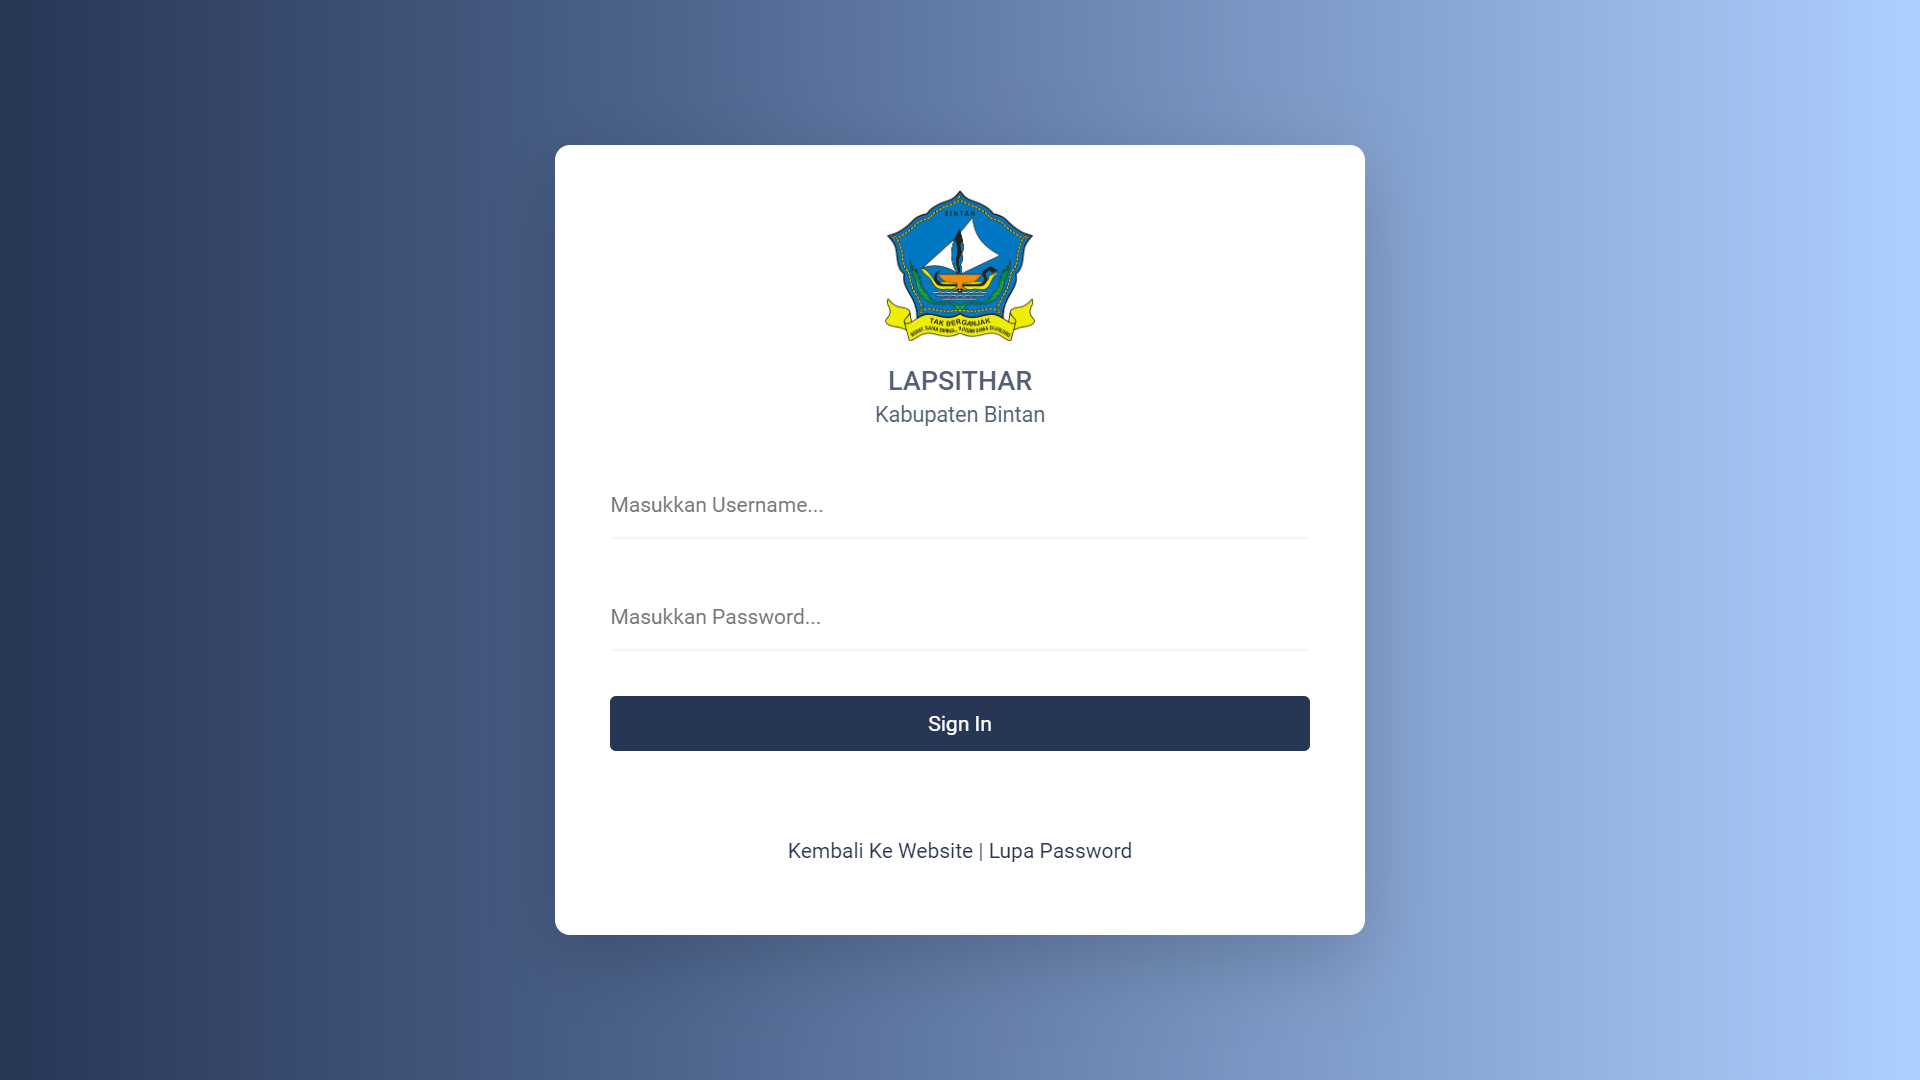 BINTAN
TAK BERGANJAK
LAPSITHAR
Kabupaten Bintan
Masukkan Username...
Masukkan Password...
Sign In
Kembali Ke Website | Lupa Password